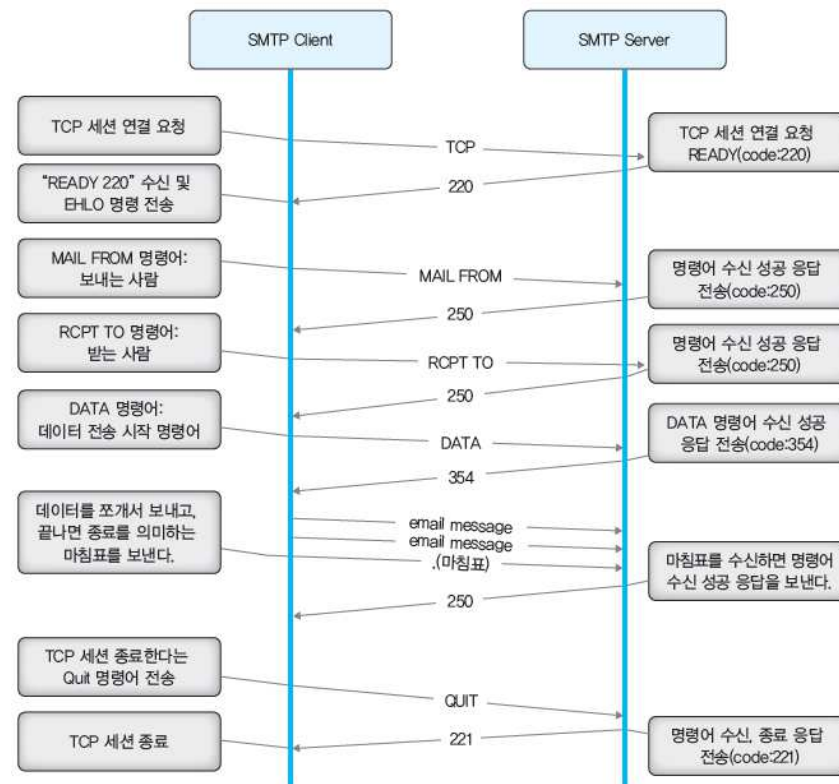 SMTP Client
SMTP Server
TCP 세션 연결 요청
TCP
TCP 세션 연결 요청
READY(code:220)
220
“READY 220” 수신 및
EHLO 명령 전송
MAIL FROM 명령어:
보내는 사람
MAIL FROM
명령어 수신 성공 응답
전송(code:250)
250
RCPT TO 명령어:
받는 사람
RCPT TO
명령어 수신 성공 응답
전송(code:250)
250
DATA 명령어:
데이터 전송 시작 명령어
DATA
DATA 명령어 수신 성공
응답 전송(code:354)
354
데이터를 쪼개서 보내고,
끝나면 종료를 의미하는
마침표를 보낸다.
email message
email message
.(마침표)
마침표를 수신하면 명령어
수신 성공 응답을 보낸다.
250
TCP 세션 종료한다는
Quit 명령어 전송
QUIT
TCP 세션 종료
221
명령어 수신, 종료 응답
전송(code:221)